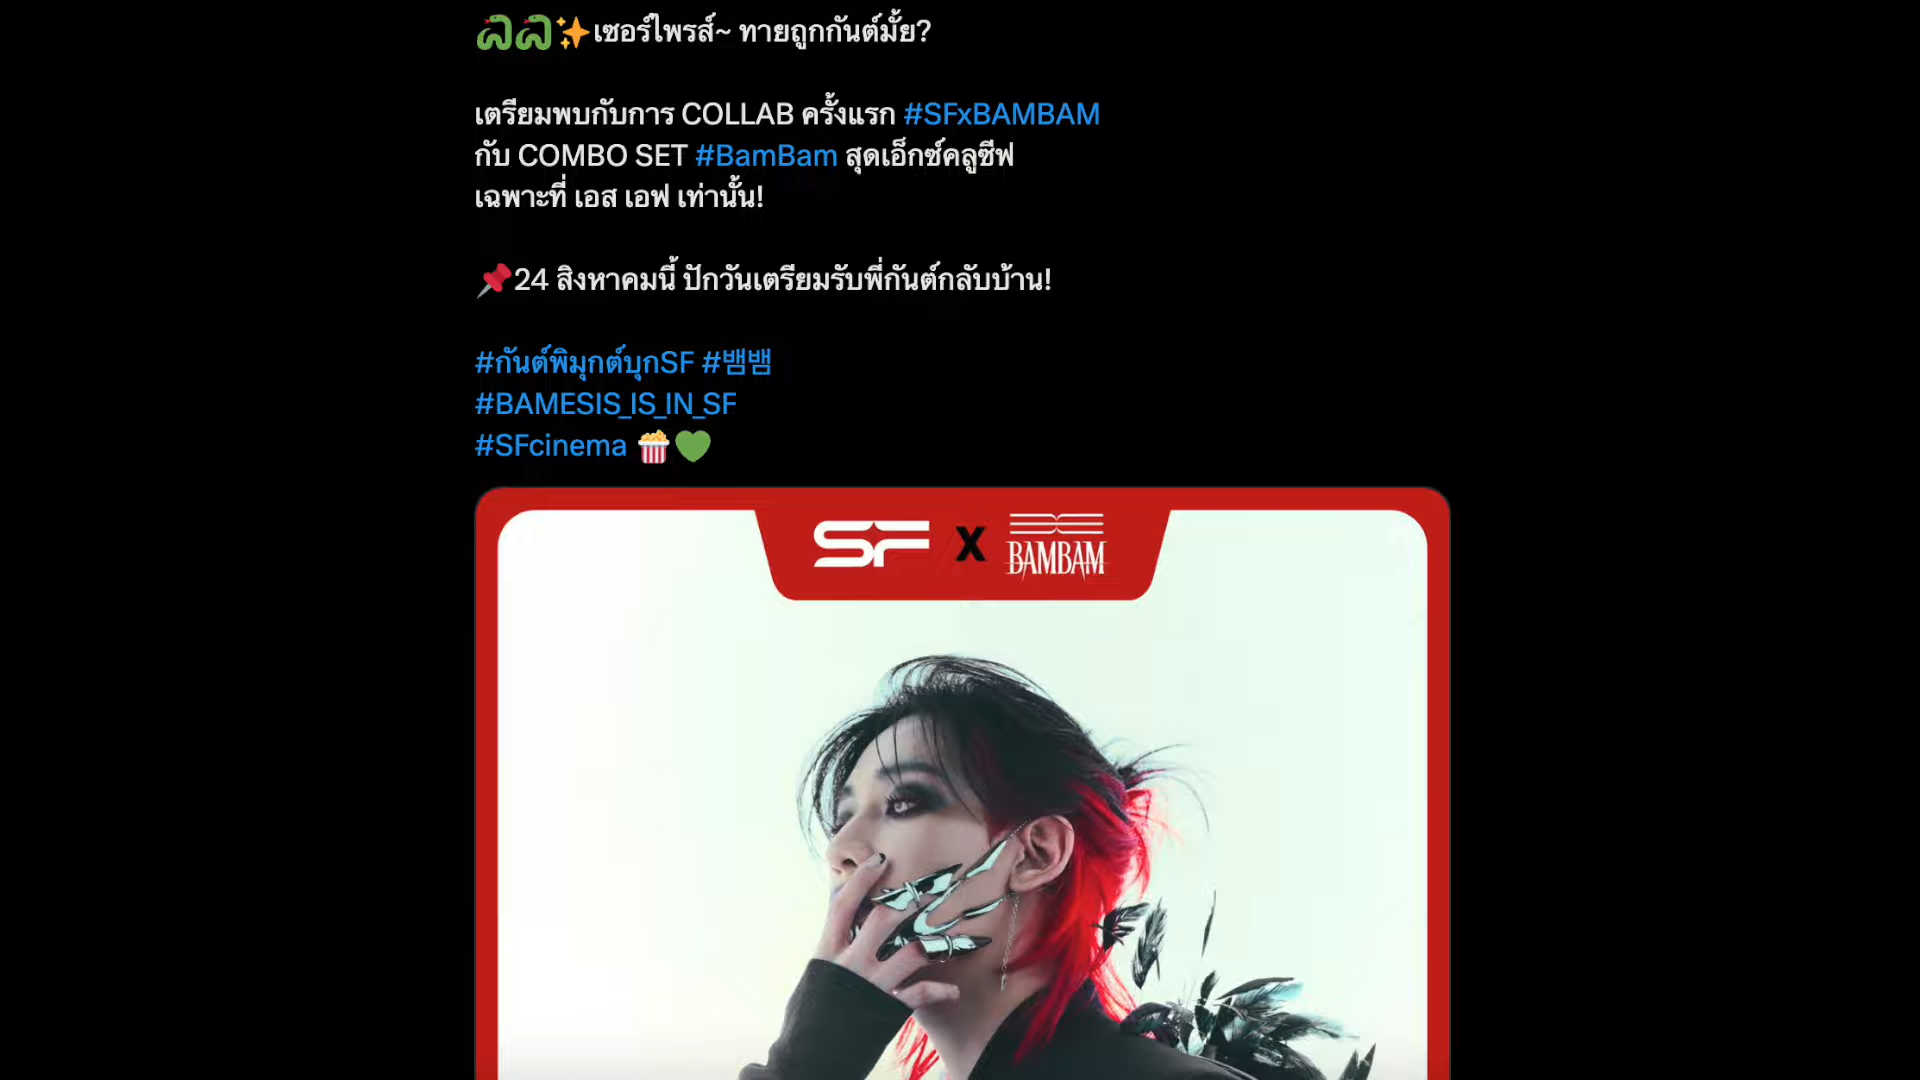 🐍🐍✨เซอร์ไพรส์~ ทายถูกกันต์มั้ย?
เตรียมพบกับการ COLLAB ครั้งแรก #SFxBAMBAM
กับ COMBO SET #BamBam สุดเอ็กซ์คลูซีฟ
เฉพาะที่ เอส เอฟ เท่านั้น!
📌24 สิงหาคมนี้ ปักวันเตรียมรับพี่กันต์กลับบ้าน!
#กันต์พิมุกต์บุกSF #뱀뱀
#BAMESIS_IS_IN_SF
#SFcinema 🍿💚
SF X BAMBAM